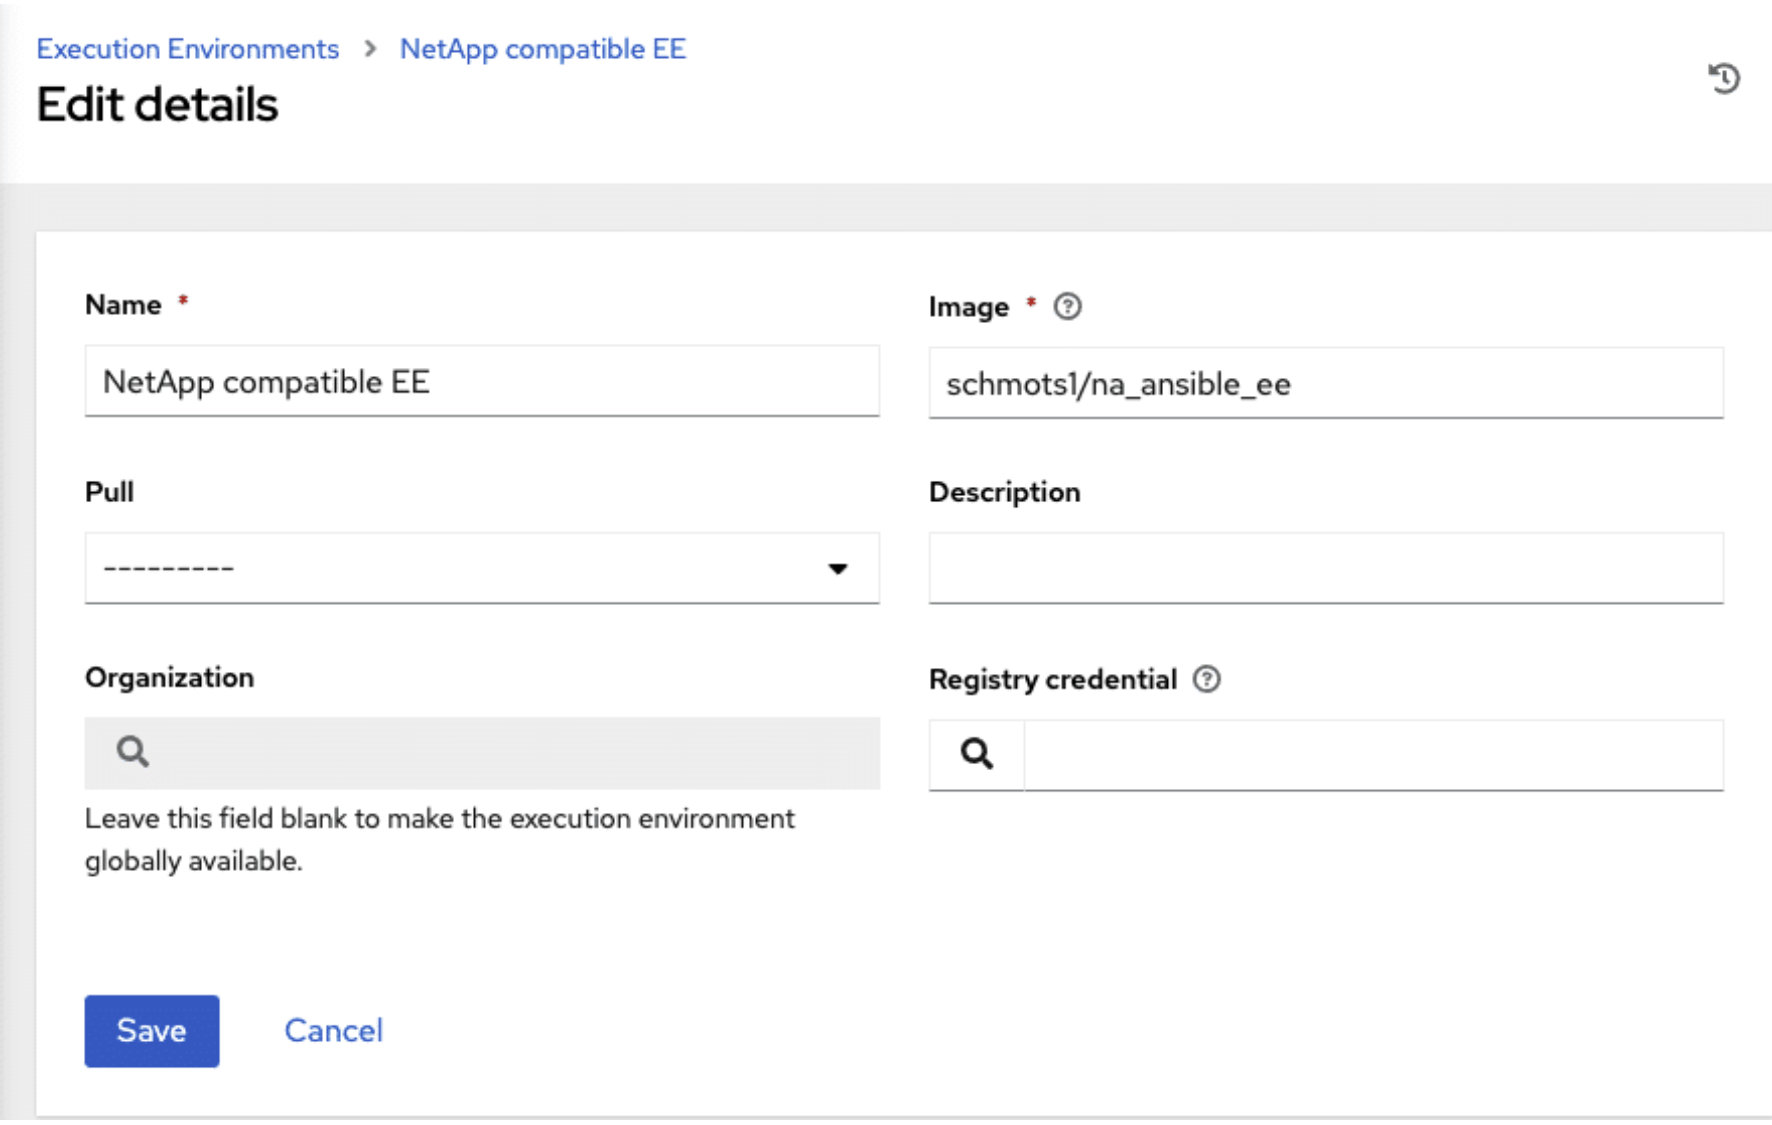 Execution Environments > NetApp compatible EE
Edit details
Name *
Image *
NetApp compatible EE
schmots1/na_ansible_ee
Pull
Description
---------
Organization
Registry credential
Leave this field blank to make the execution environment
globally available.
Save
Cancel